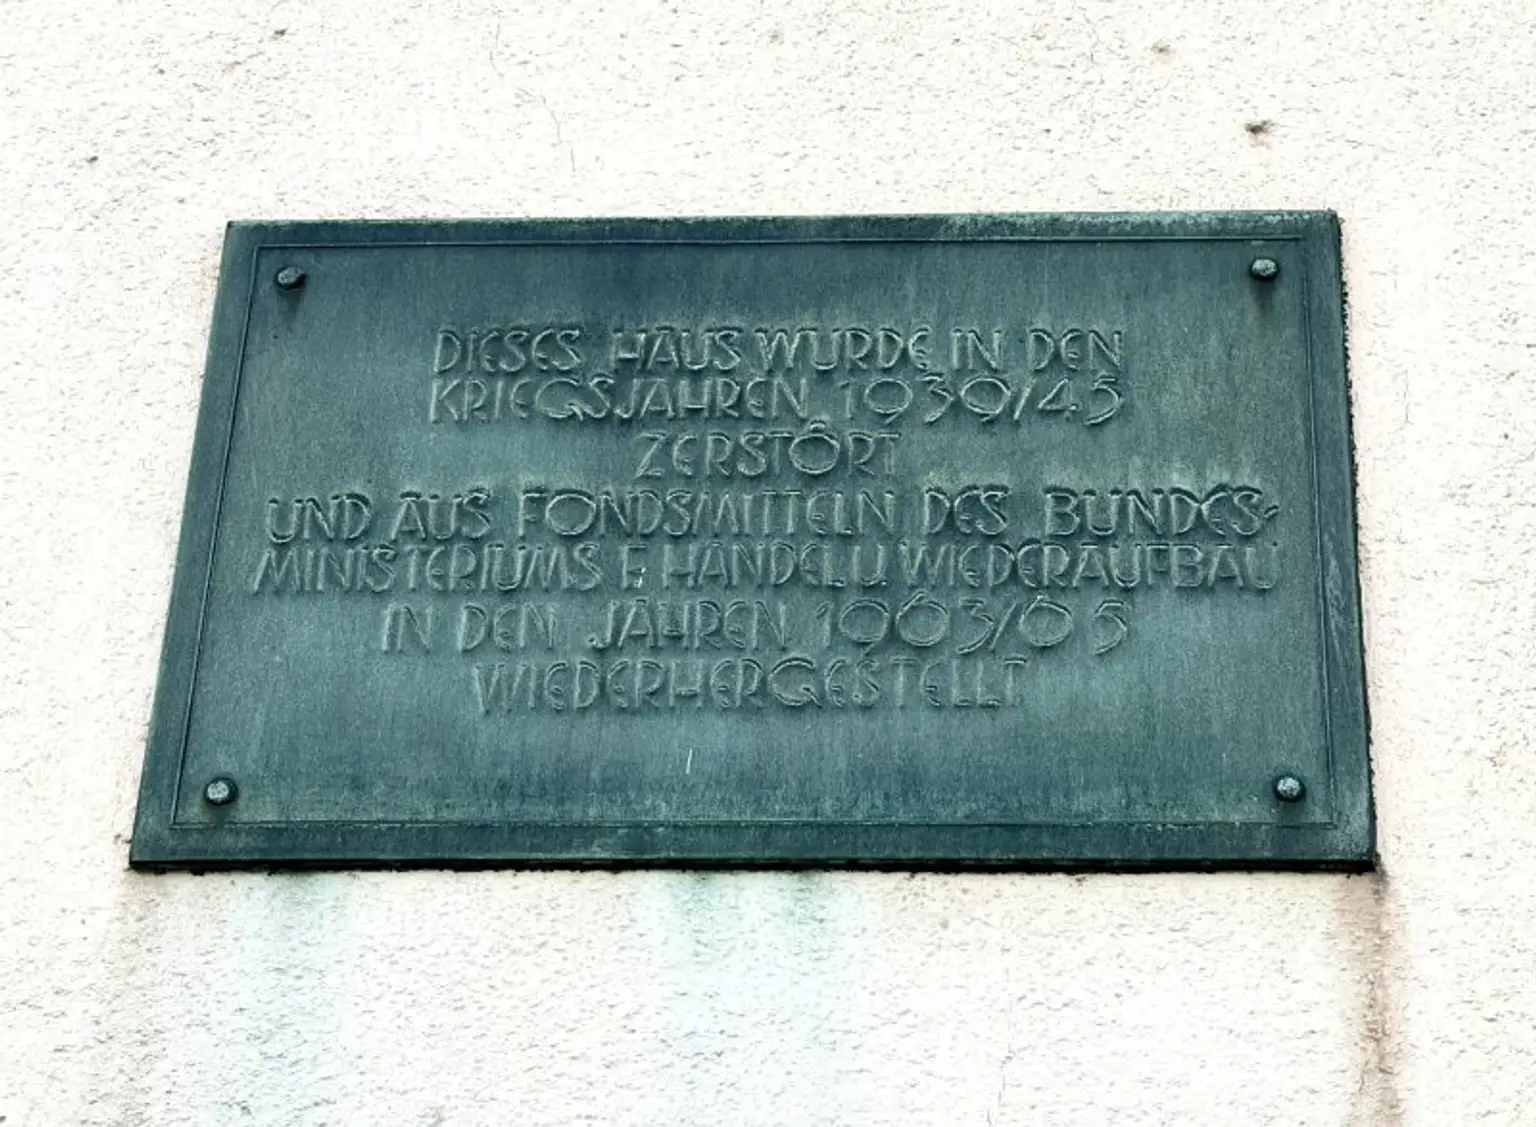 DIESES HAUS WURDE IN DEN
KRIEGSJAHREN 1939/45
ZERSTÖRT
UND AUS FONDSMITTELN DES BUNDES-
MINISTERIUMS F. HANDEL U. WIEDERAUFBAU
IN DEN JAHREN 1963/65
WIEDERHERGESTELLT